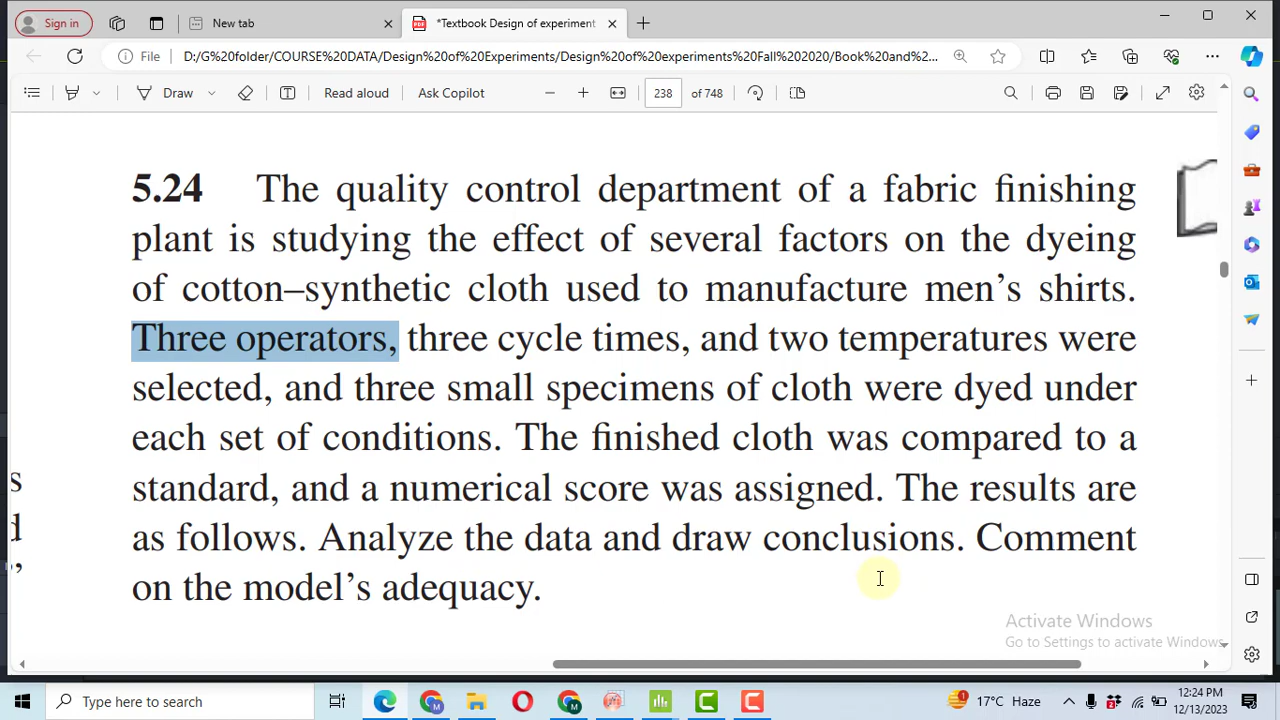 Sign in
New tab
*Textbook Design of experiment
File
D:/G%20folder/COURSE%20DATA/Design%20of%20Experiments/Design%20of%20experiments%20Fall%202020/Book%20and%2...
Draw
Read aloud
Ask Copilot
238 of 748
5.24 The quality control department of a fabric finishing
plant is studying the effect of several factors on the dyeing
of cotton–synthetic cloth used to manufacture men's shirts.
Three operators, three cycle times, and two temperatures were
selected, and three small specimens of cloth were dyed under
each set of conditions. The finished cloth was compared to a
standard, and a numerical score was assigned. The results are
as follows. Analyze the data and draw conclusions. Comment
on the model's adequacy.
s
d
Activate Windows
Go to Settings to activate Windows.
Type here to search
1
17°C Haze
12:24 PM
12/13/2023